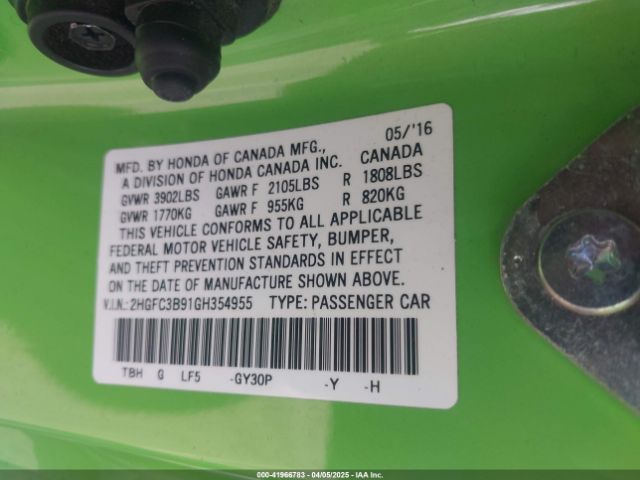 05/'16
MFD. BY HONDA OF CANADA MFG.,
A DIVISION OF HONDA CANADA INC. CANADA
GVWR 3902LBS GAWR F 2105LBS R 1808LBS
GVWR 1770KG GAWR F 955KG R 820KG
THIS VEHICLE CONFORMS TO ALL APPLICABLE
FEDERAL MOTOR VEHICLE SAFETY, BUMPER,
AND THEFT PREVENTION STANDARDS IN EFFECT
ON THE DATE OF MANUFACTURE SHOWN ABOVE.
V.I.N.: 2HGFC3B91GH354955 TYPE: PASSENGER CAR
TBH G LF5 -GY30P -Y -H
000-41966783 | 04/05/2025 | IAA Inc.